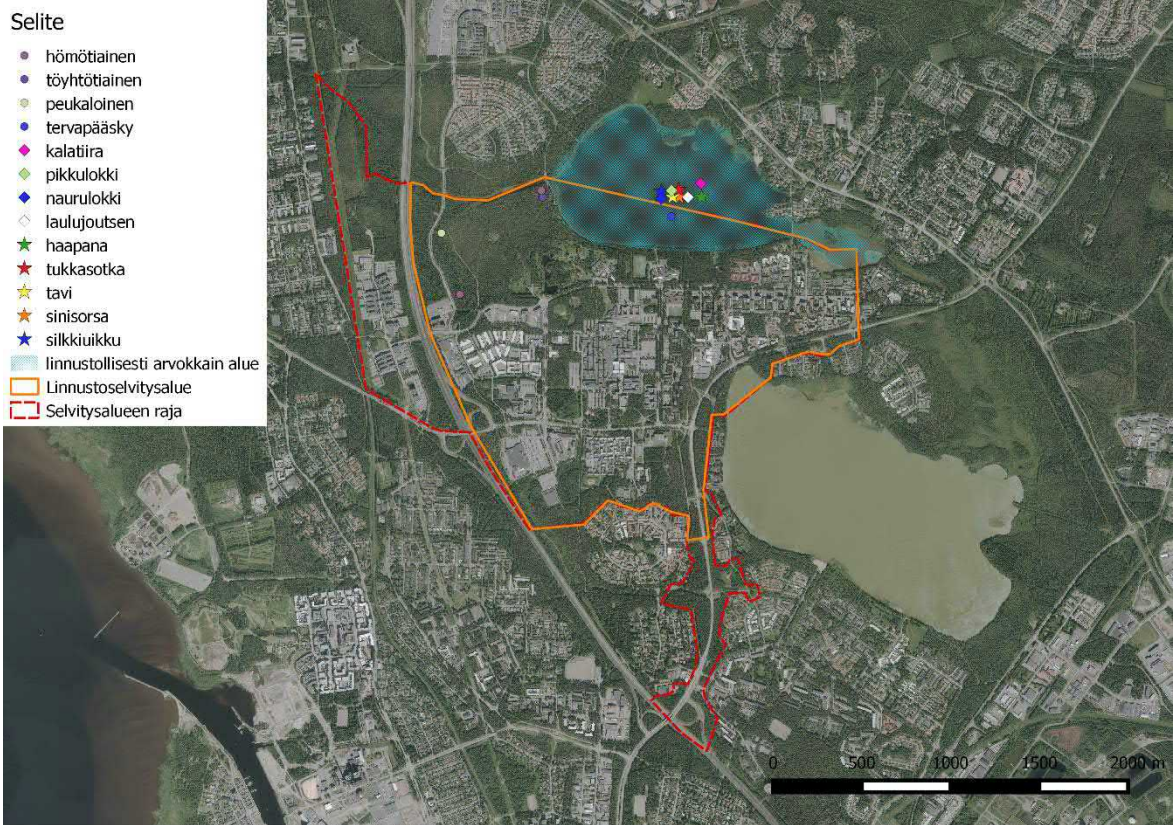 Selite
hömötiainen
töyhtötiainen
peukaloinen
tervapääsky
kalatiira
pikkulokki
naurulokki
laulujoutsen
haapana
tukkasotka
tavi
sinisorsa
silkkiuikku
linnustollisesti arvokkain alue
Linnustoselvitysalue
Selvitysalueen raja
0 500 1000 1500 2000 m